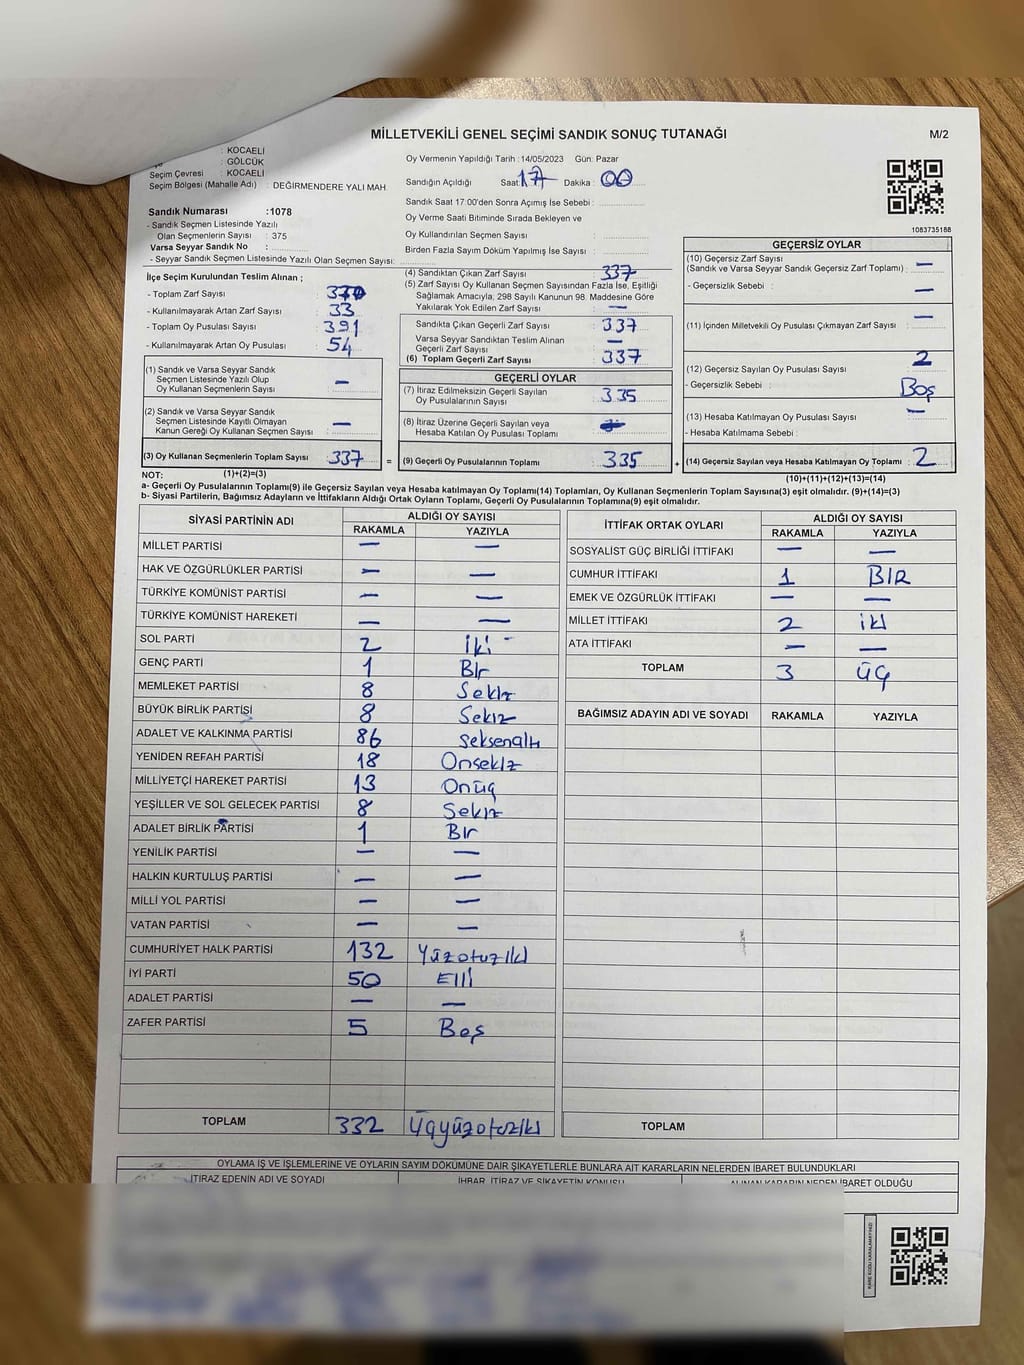 MİLLETVEKİLİ GENEL SEÇİMİ SANDIK SONUÇ TUTANAĞI
M/2
: KOCAELİ
: GÖLCÜK
Seçim Çevresi : KOCAELİ
Seçim Bölgesi (Mahalle Adı) : DEĞİRMENDERE YALI MAH.
Sandık Numarası :1078
- Sandık Seçmen Listesinde Yazılı
Olan Seçmenlerin Sayısı : 375
Varsa Seyyar Sandık No :
- Seyyar Sandık Seçmen Listesinde Yazılı Olan Seçmen Sayısı:
Oy Vermenin Yapıldığı Tarih :14/05/2023 Gün: Pazar
Sandığın Açıldığı Saat: 17 Dakika : 00
Sandık Saat 17:00'den Sonra Açımış İse Sebebi :
Oy Verme Saati Bitiminde Sırada Bekleyen ve
Oy Kullandırılan Seçmen Sayısı :
Birden Fazla Sayım Döküm Yapılmış İse Sayısı :
1083735188
İlçe Seçim Kurulundan Teslim Alınan ;
- Toplam Zarf Sayısı :
- Kullanılmayarak Artan Zarf Sayısı : 33
- Toplam Oy Pusulası Sayısı : 391
- Kullanılmayarak Artan Oy Pusulası : 54
(1) Sandık ve Varsa Seyyar Sandık
Seçmen Listesinde Yazılı Olup
Oy Kullanan Seçmenlerin Sayısı : —
(2) Sandık ve Varsa Seyyar Sandık
Seçmen Listesinde Kayıtlı Olmayan
Kanun Gereği Oy Kullanan Seçmen Sayısı : —
(3) Oy Kullanan Seçmenlerin Toplam Sayısı : 337
(1)+(2)=(3)
(4) Sandıktan Çıkan Zarf Sayısı : 337
(5) Zarf Sayısı Oy Kullanan Seçmen Sayısından Fazla İse, Eşitliği
Sağlamak Amacıyla, 298 Sayılı Kanunun 98. Maddesine Göre
Yakılarak Yok Edilen Zarf Sayısı : —
Sandıkta Çıkan Geçerli Zarf Sayısı : 337
Varsa Seyyar Sandıktan Teslim Alınan
Geçerli Zarf Sayısı : —
(6) Toplam Geçerli Zarf Sayısı : 337
GEÇERLİ OYLAR
(7) İtiraz Edilmeksizin Geçerli Sayılan
Oy Pusulalarının Sayısı : 335
(8) İtiraz Üzerine Geçerli Sayılan veya
Hesaba Katılan Oy Pusulası Toplamı :
= (9) Geçerli Oy Pusulalarının Toplamı : 335
GEÇERSİZ OYLAR
(10) Geçersiz Zarf Sayısı
(Sandık ve Varsa Seyyar Sandık Geçersiz Zarf Toplamı) : —
- Geçersizlik Sebebi : —
(11) İçinden Milletvekili Oy Pusulası Çıkmayan Zarf Sayısı : —
(12) Geçersiz Sayılan Oy Pusulası Sayısı : 2
- Geçersizlik Sebebi : Boş
(13) Hesaba Katılmayan Oy Pusulası Sayısı : —
- Hesaba Katılmama Sebebi :
+ (14) Geçersiz Sayılan veya Hesaba Katılmayan Oy Toplamı : 2
(10)+(11)+(12)+(13)=(14)
NOT:
a- Geçerli Oy Pusulalarının Toplamı(9) ile Geçersiz Sayılan veya Hesaba katılmayan Oy Toplamı(14) Toplamları, Oy Kullanan Seçmenlerin Toplam Sayısına(3) eşit olmalıdır. (9)+(14)=(3)
b- Siyasi Partilerin, Bağımsız Adayların ve İttifakların Aldığı Ortak Oyların Toplamı, Geçerli Oy Pusulalarının Toplamına(9) eşit olmalıdır.
SİYASİ PARTİNİN ADI ALDIĞI OY SAYISI
RAKAMLA YAZIYLA
MİLLET PARTİSİ — —
HAK VE ÖZGÜRLÜKLER PARTİSİ — —
TÜRKİYE KOMÜNİST PARTİSİ — —
TÜRKİYE KOMÜNİST HAREKETİ — —
SOL PARTİ 2 İki
GENÇ PARTİ 1 Bir
MEMLEKET PARTİSİ 8 Sekiz
BÜYÜK BİRLİK PARTİSİ 8 Sekiz
ADALET VE KALKINMA PARTİSİ 86 Seksenaltı
YENİDEN REFAH PARTİSİ 18 Onsekiz
MİLLİYETÇİ HAREKET PARTİSİ 13 Onüç
YEŞİLLER VE SOL GELECEK PARTİSİ 8 Sekiz
ADALET BİRLİK PARTİSİ 1 Bir
YENİLİK PARTİSİ — —
HALKIN KURTULUŞ PARTİSİ — —
MİLLİ YOL PARTİSİ — —
VATAN PARTİSİ — —
CUMHURİYET HALK PARTİSİ 132 Yüzotuziki
İYİ PARTİ 50 Elli
ADALET PARTİSİ — —
ZAFER PARTİSİ 5 Beş
TOPLAM 332 Üçyüzotuziki
İTTİFAK ORTAK OYLARI ALDIĞI OY SAYISI
RAKAMLA YAZIYLA
SOSYALİST GÜÇ BİRLİĞİ İTTİFAKI — —
CUMHUR İTTİFAKI 1 BİR
EMEK VE ÖZGÜRLÜK İTTİFAKI — —
MİLLET İTTİFAKI 2 iki
ATA İTTİFAKI — —
TOPLAM 3 ÜÇ
BAĞIMSIZ ADAYIN ADI VE SOYADI RAKAMLA YAZIYLA
TOPLAM
OYLAMA İŞ VE İŞLEMLERİNE VE OYLARIN SAYIM DÖKÜMÜNE DAİR ŞİKAYETLERLE BUNLARA AİT KARARLARIN NELERDEN İBARET BULUNDUKLARI
İTİRAZ EDENİN ADI VE SOYADI İHBAR, İTİRAZ VE ŞİKAYETİN KONUSU ALINAN KARARIN NEDEN İBARET OLDUĞU
KARE KODU KARALAMAYINIZ!